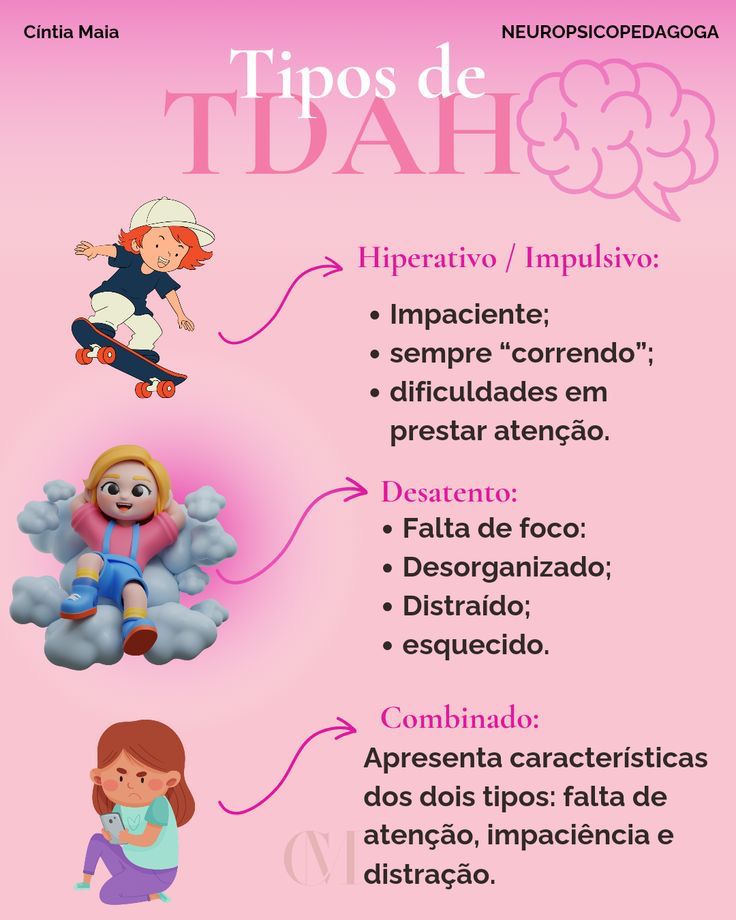 Cíntia Maia
NEUROPSICOPEDAGOGA
Tipos de
TDAH
Hiperativo / Impulsivo:
• Impaciente;
• sempre “correndo”;
• dificuldades em
prestar atenção.
Desatento:
• Falta de foco:
• Desorganizado;
• Distraído;
• esquecido.
Combinado:
Apresenta características
dos dois tipos: falta de
atenção, impaciência e
distração.
CM